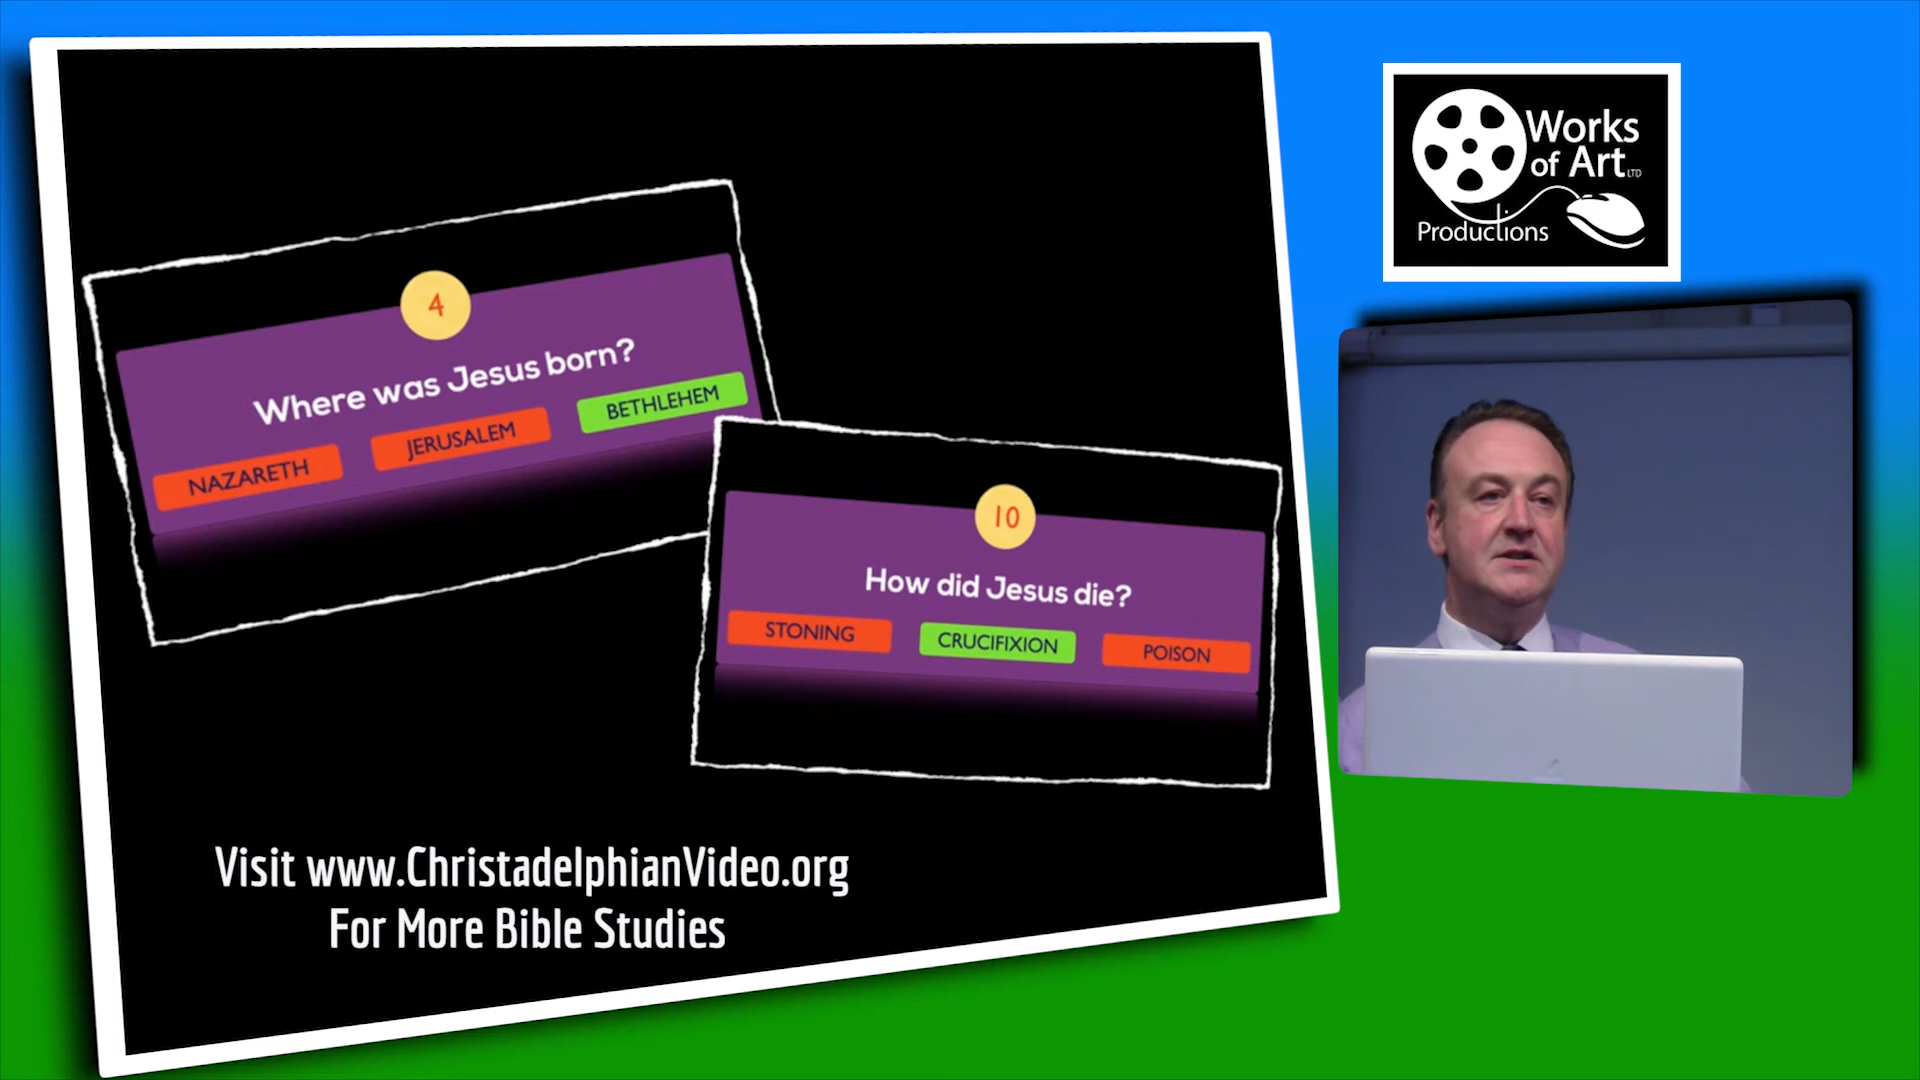 4
Where was Jesus born?
NAZARETH JERUSALEM BETHLEHEM
10
How did Jesus die?
STONING CRUCIFIXION POISON
Visit www.ChristadelphianVideo.org
For More Bible Studies
Works
of Art LTD
Productions